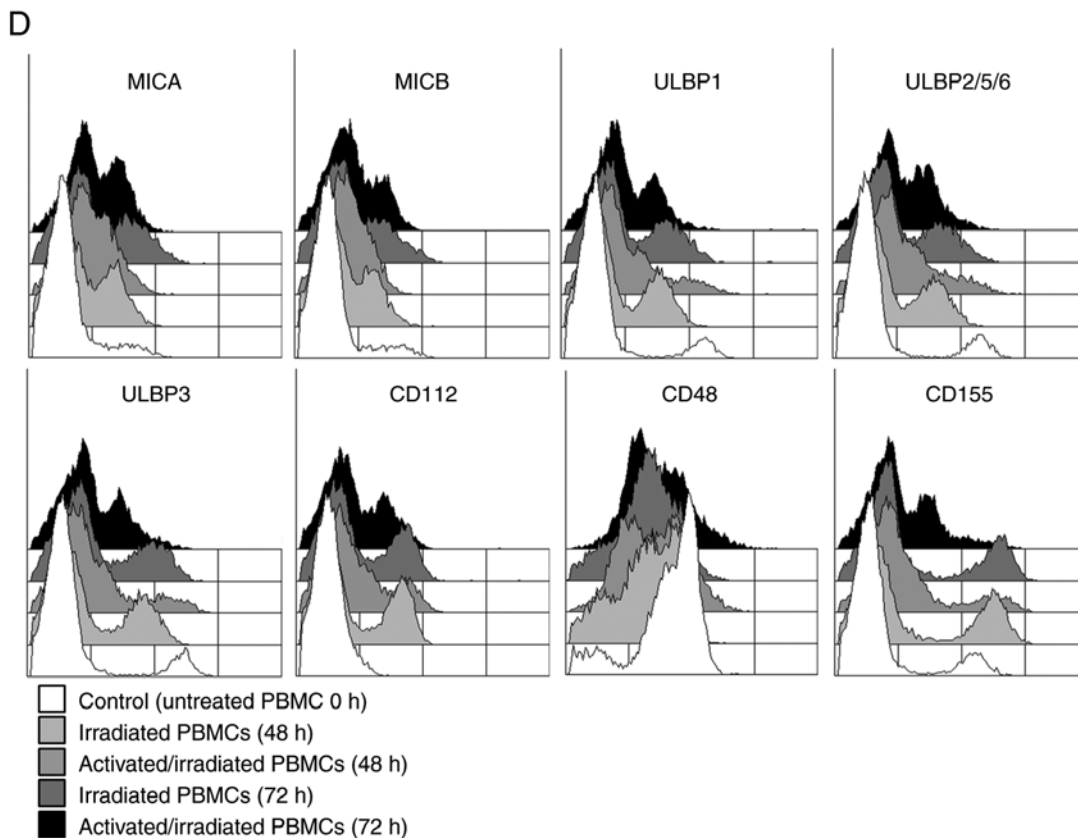 D
MICA MICB ULBP1 ULBP2/5/6
ULBP3 CD112 CD48 CD155
Control (untreated PBMC 0 h)
Irradiated PBMCs (48 h)
Activated/irradiated PBMCs (48 h)
Irradiated PBMCs (72 h)
Activated/irradiated PBMCs (72 h)